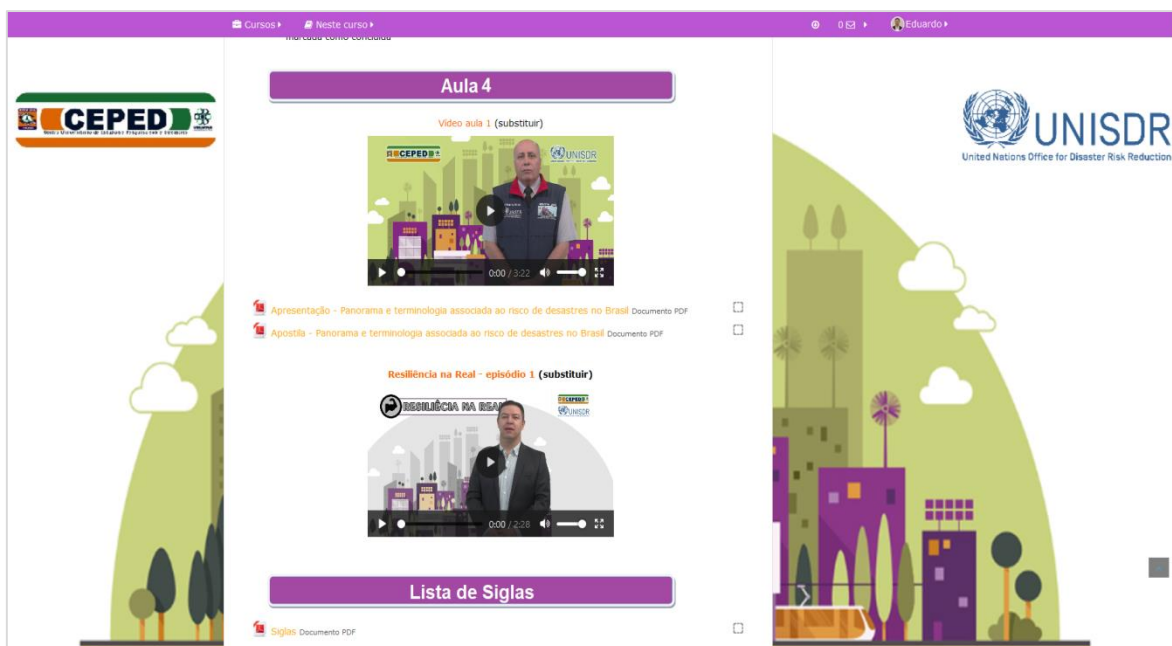 Cursos Neste curso 0 Eduardo
marcada como concluída
CEPED
UNISDR
United Nations Office for Disaster Risk Reduction
Aula 4
Video aula 1 (substituir)
CEPED UNISDR
0:00 / 3:22
Apresentação - Panorama e terminologia associada ao risco de desastres no Brasil Documento PDF
Apostila - Panorama e terminologia associada ao risco de desastres no Brasil Documento PDF
Resiliência na Real - episódio 1 (substituir)
RESILIÊCIA NA REAL
CEPED
UNISDR
0:00 / 2:28
Lista de Siglas
Siglas Documento PDF